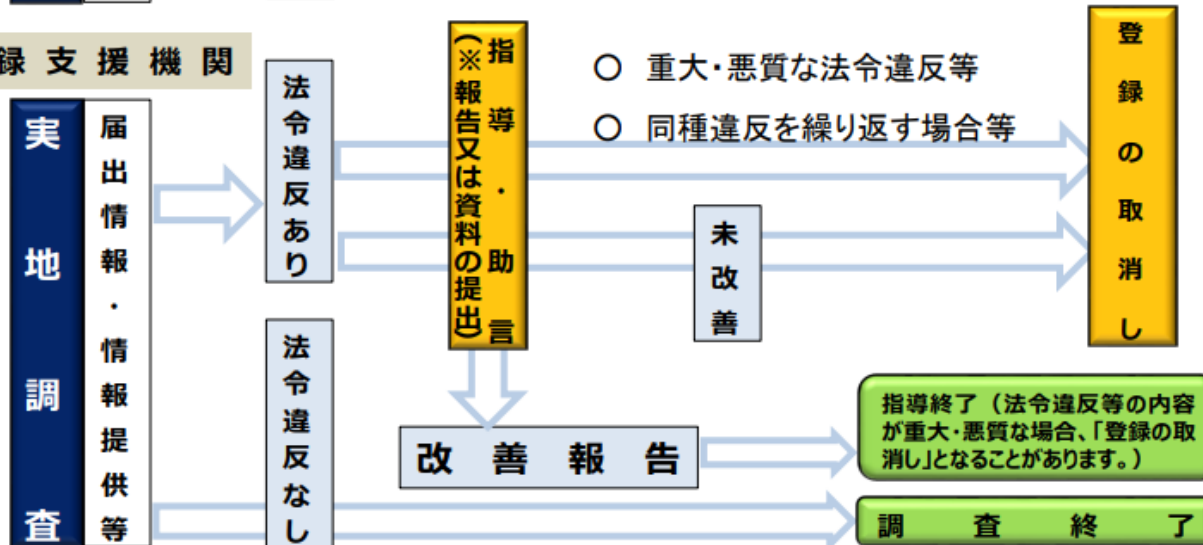 録支援機関
実地調査
届出情報・情報提供等
法令違反あり
指導・助言
(※報告又は資料の提出)
○ 重大・悪質な法令違反等
○ 同種違反を繰り返す場合等
未改善
登録の取消し
法令違反なし
改善報告
指導終了（法令違反等の内容
が重大・悪質な場合、「登録の取
消し」となることがあります。）
調査終了